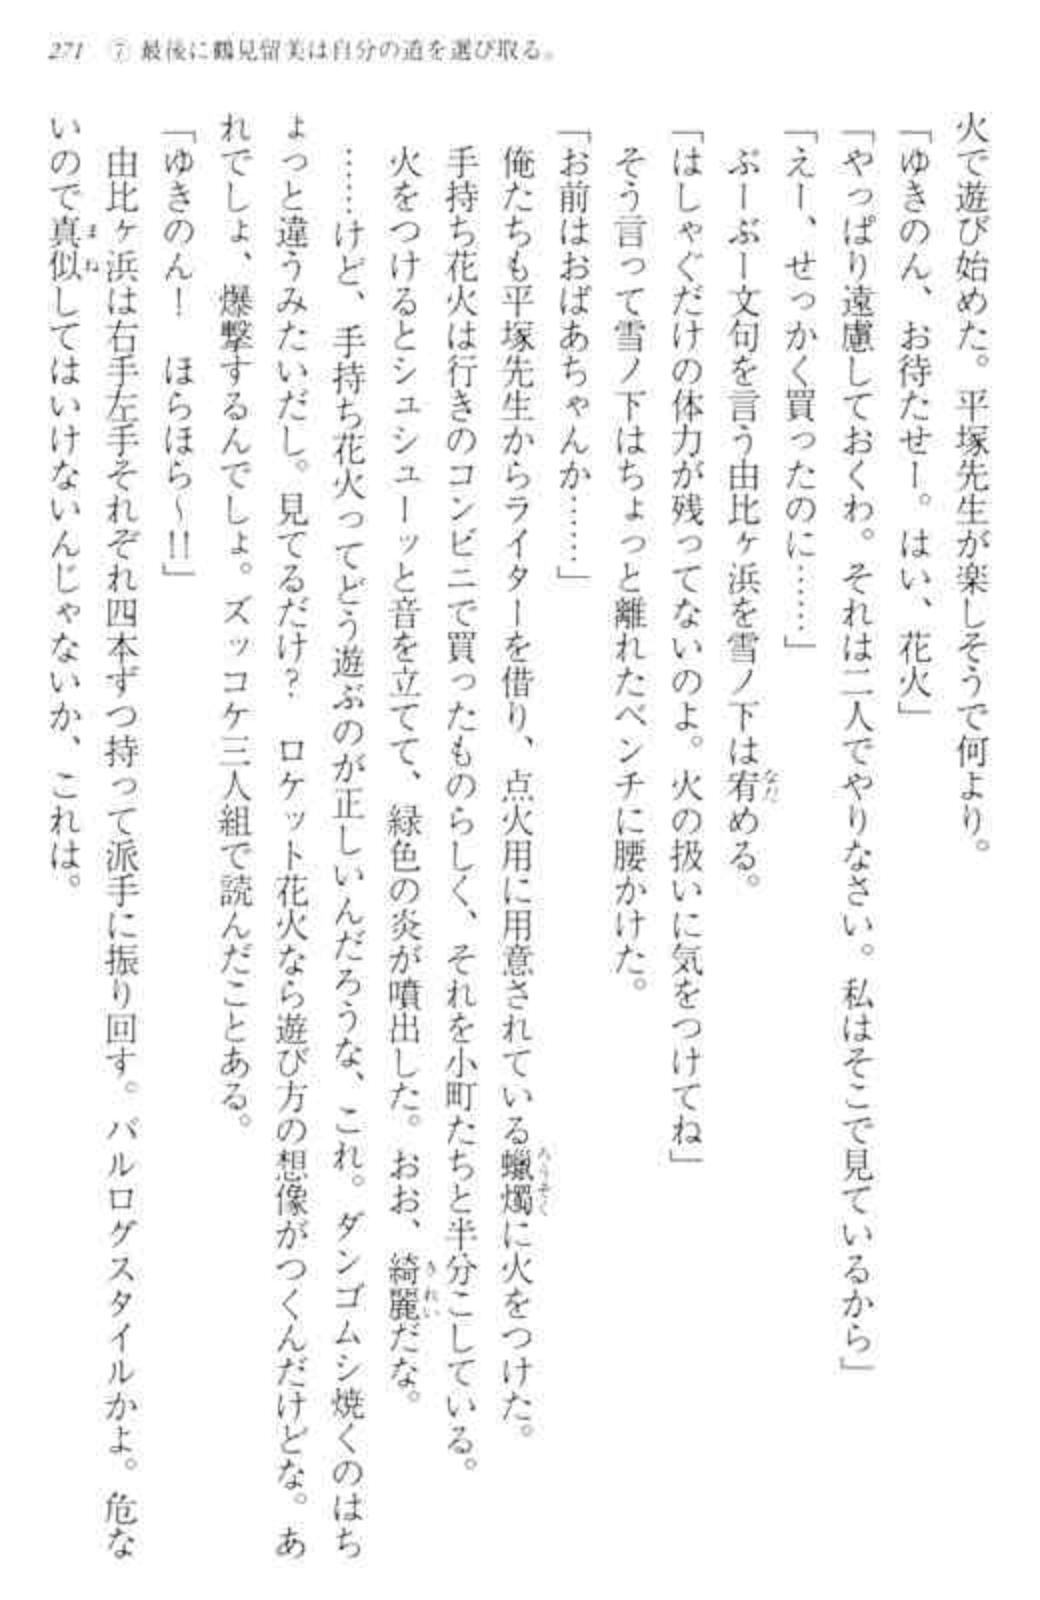 271 ⑦ 最後に鶴見留美は自分の道を選び取る。
火で遊び始めた。平塚先生が楽しそうで何より。
「ゆきのん、お待たせー。はい、花火」
「やっぱり遠慮しておくわ。それは二人でやりなさい。私はそこで見ているから」
「えー、せっかく買ったのに……」
ぶーぶー文句を言う由比ヶ浜を雪ノ下は宥める。
「はしゃぐだけの体力が残ってないのよ。火の扱いに気をつけてね」
そう言って雪ノ下はちょっと離れたベンチに腰かけた。
「お前はおばあちゃんか……」
俺たちも平塚先生からライターを借り、点火用に用意されている蠟燭に火をつけた。
手持ち花火は行きのコンビニで買ったものらしく、それを小町たちと半分こしている。
火をつけるとシュシューッと音を立てて、緑色の炎が噴出した。おお、綺麗だな。
……けど、手持ち花火ってどう遊ぶのが正しいんだろうな、これ。ダンゴムシ焼くのはち
ょっと違うみたいだし。見てるだけ？　ロケット花火なら遊び方の想像がつくんだけどな。あ
れでしょ、爆撃するんでしょ。ズッコケ三人組で読んだことある。
「ゆきのん！　ほらほら〜!!」
由比ヶ浜は右手左手それぞれ四本ずつ持って派手に振り回す。バルログスタイルかよ。危な
いので真似してはいけないんじゃないか、これは。